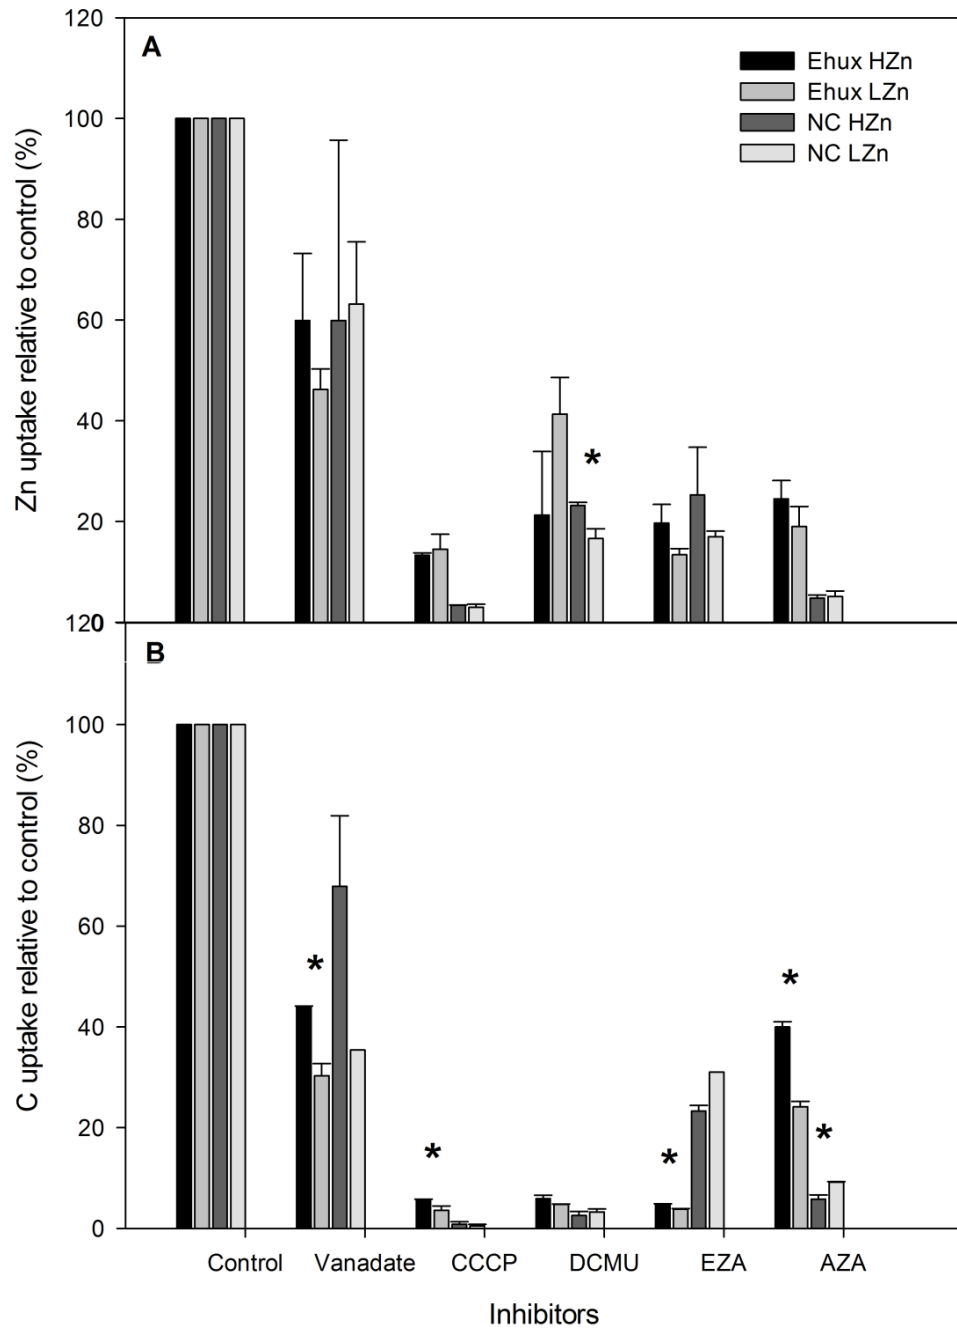 A
Ehux HZn
Ehux LZn
NC HZn
NC LZn
Zn uptake relative to control (%)
120
100
80
60
40
20
0
*
B
C uptake relative to control (%)
120
100
80
60
40
20
0
*
*
*
*
*
Control Vanadate CCCP DCMU EZA AZA
Inhibitors